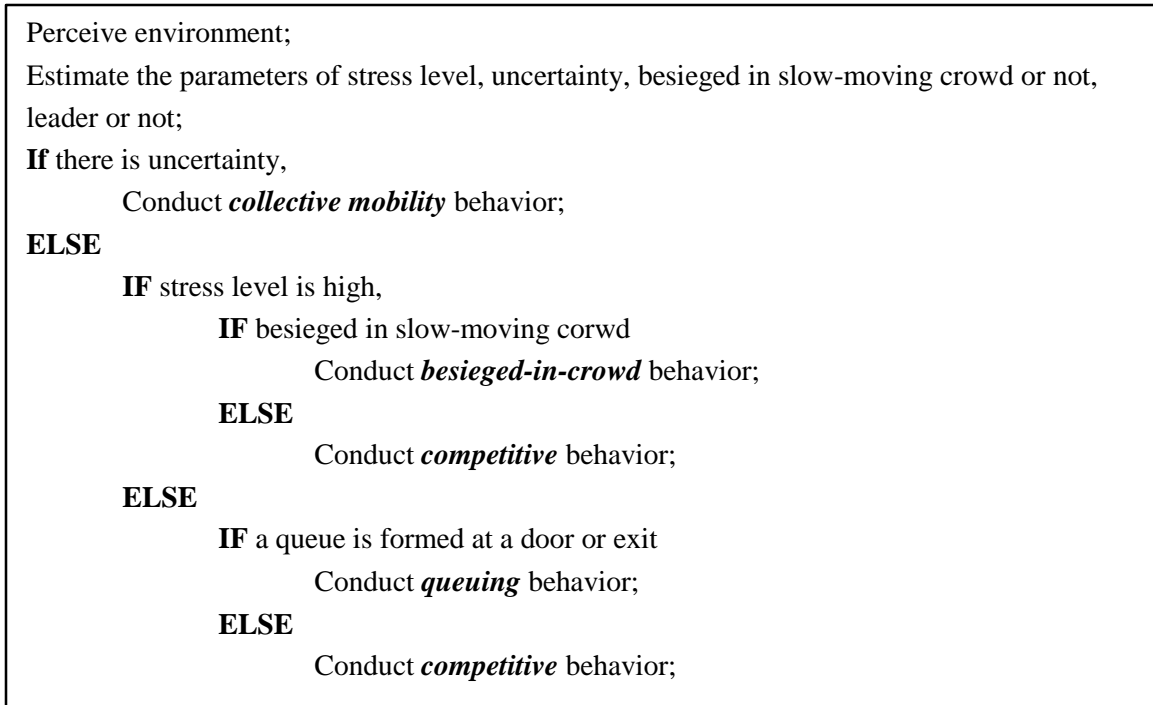 Perceive environment;
Estimate the parameters of stress level, uncertainty, besieged in slow-moving crowd or not,
leader or not;
If there is uncertainty,
Conduct collective mobility behavior;
ELSE
IF stress level is high,
IF besieged in slow-moving corwd
Conduct besieged-in-crowd behavior;
ELSE
Conduct competitive behavior;
ELSE
IF a queue is formed at a door or exit
Conduct queuing behavior;
ELSE
Conduct competitive behavior;